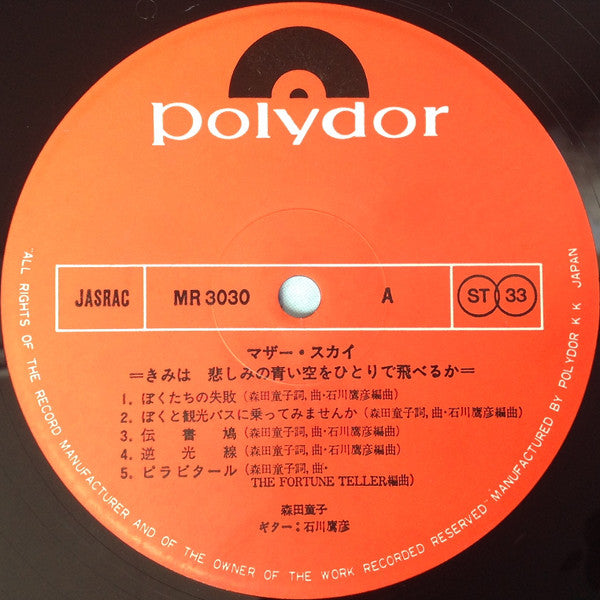 polydor
JASRAC
MR 3030
A
ST 33
マザー・スカイ
=きみは 悲しみの青い空をひとりで飛べるか=
1. ぼくたちの失敗(森田童子詞,曲・石川鷹彦編曲)
2. ぼくと観光バスに乗ってみませんか(森田童子詞,曲・石川鷹彦編曲)
3. 伝書鳩(森田童子詞,曲・石川鷹彦編曲)
4. 逆光線(森田童子詞,曲・石川鷹彦編曲)
5. ピラビタール(森田童子詞,曲・
THE FORTUNE TELLER編曲)
森田童子
ギター:石川鷹彦
"ALL RIGHTS OF THE RECORD MANUFACTURER AND OF THE OWNER OF THE WORK RECORDED RESERVED" MANUFACTURED BY POLYDOR K K JAPAN